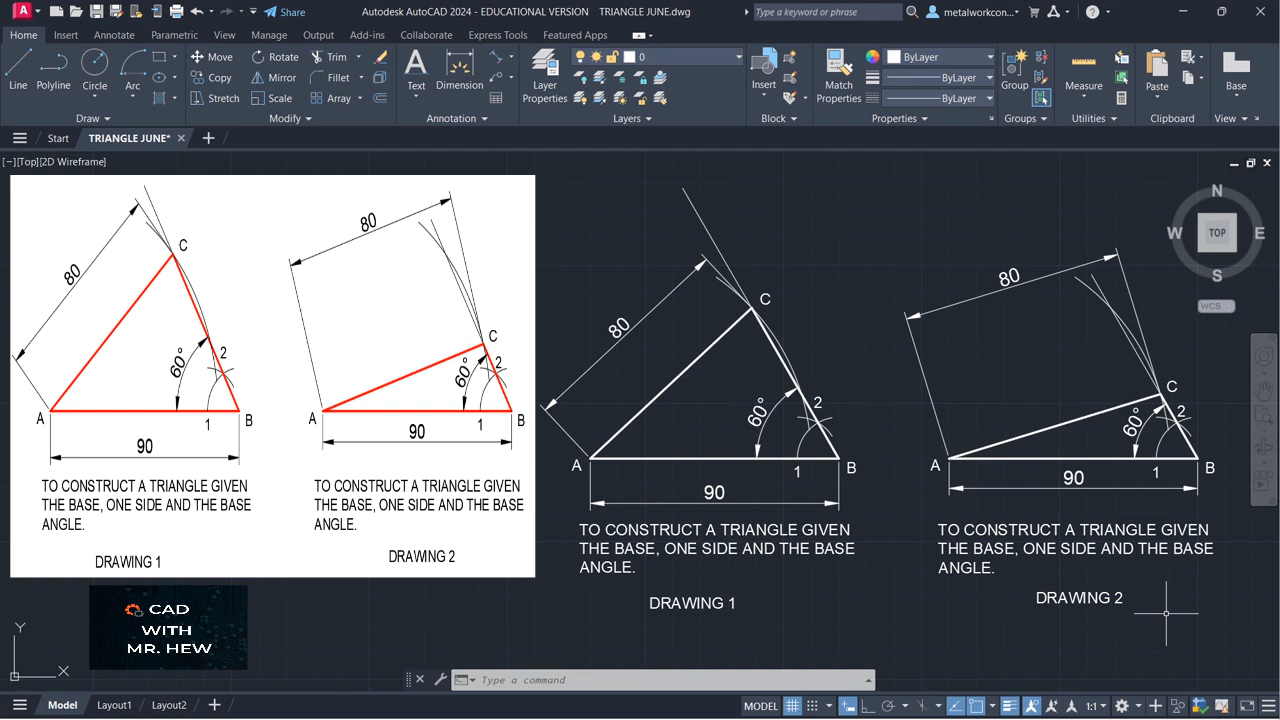 Share
Autodesk AutoCAD 2024 - EDUCATIONAL VERSION TRIANGLE JUNE.dwg
Type a keyword or phrase
metalworkcon...
Home Insert Annotate Parametric View Manage Output Add-ins Collaborate Express Tools Featured Apps
Line Polyline Circle Arc
Draw
Move Rotate Trim
Copy Mirror Fillet
Stretch Scale Array
Modify
Text Dimension
Annotation
Layer Properties
0
Layers
Insert
Block
Match Properties
ByLayer
ByLayer
ByLayer
Properties
Group
Groups
Measure
Utilities
Paste
Clipboard
Base
View
Start TRIANGLE JUNE*
[−][Top][2D Wireframe]
80
C
60°
2
A
1
B
90
TO CONSTRUCT A TRIANGLE GIVEN
THE BASE, ONE SIDE AND THE BASE
ANGLE.
DRAWING 1
80
C
60°
2
A
1
B
90
TO CONSTRUCT A TRIANGLE GIVEN
THE BASE, ONE SIDE AND THE BASE
ANGLE.
DRAWING 2
80
C
60°
2
A
1
B
90
TO CONSTRUCT A TRIANGLE GIVEN
THE BASE, ONE SIDE AND THE BASE
ANGLE.
DRAWING 1
80
C
60°
2
A
1
B
90
TO CONSTRUCT A TRIANGLE GIVEN
THE BASE, ONE SIDE AND THE BASE
ANGLE.
DRAWING 2
N
W TOP E
S
WCS
CAD
WITH
MR. HEW
Y
X
Type a command
Model Layout1 Layout2
MODEL
1:1